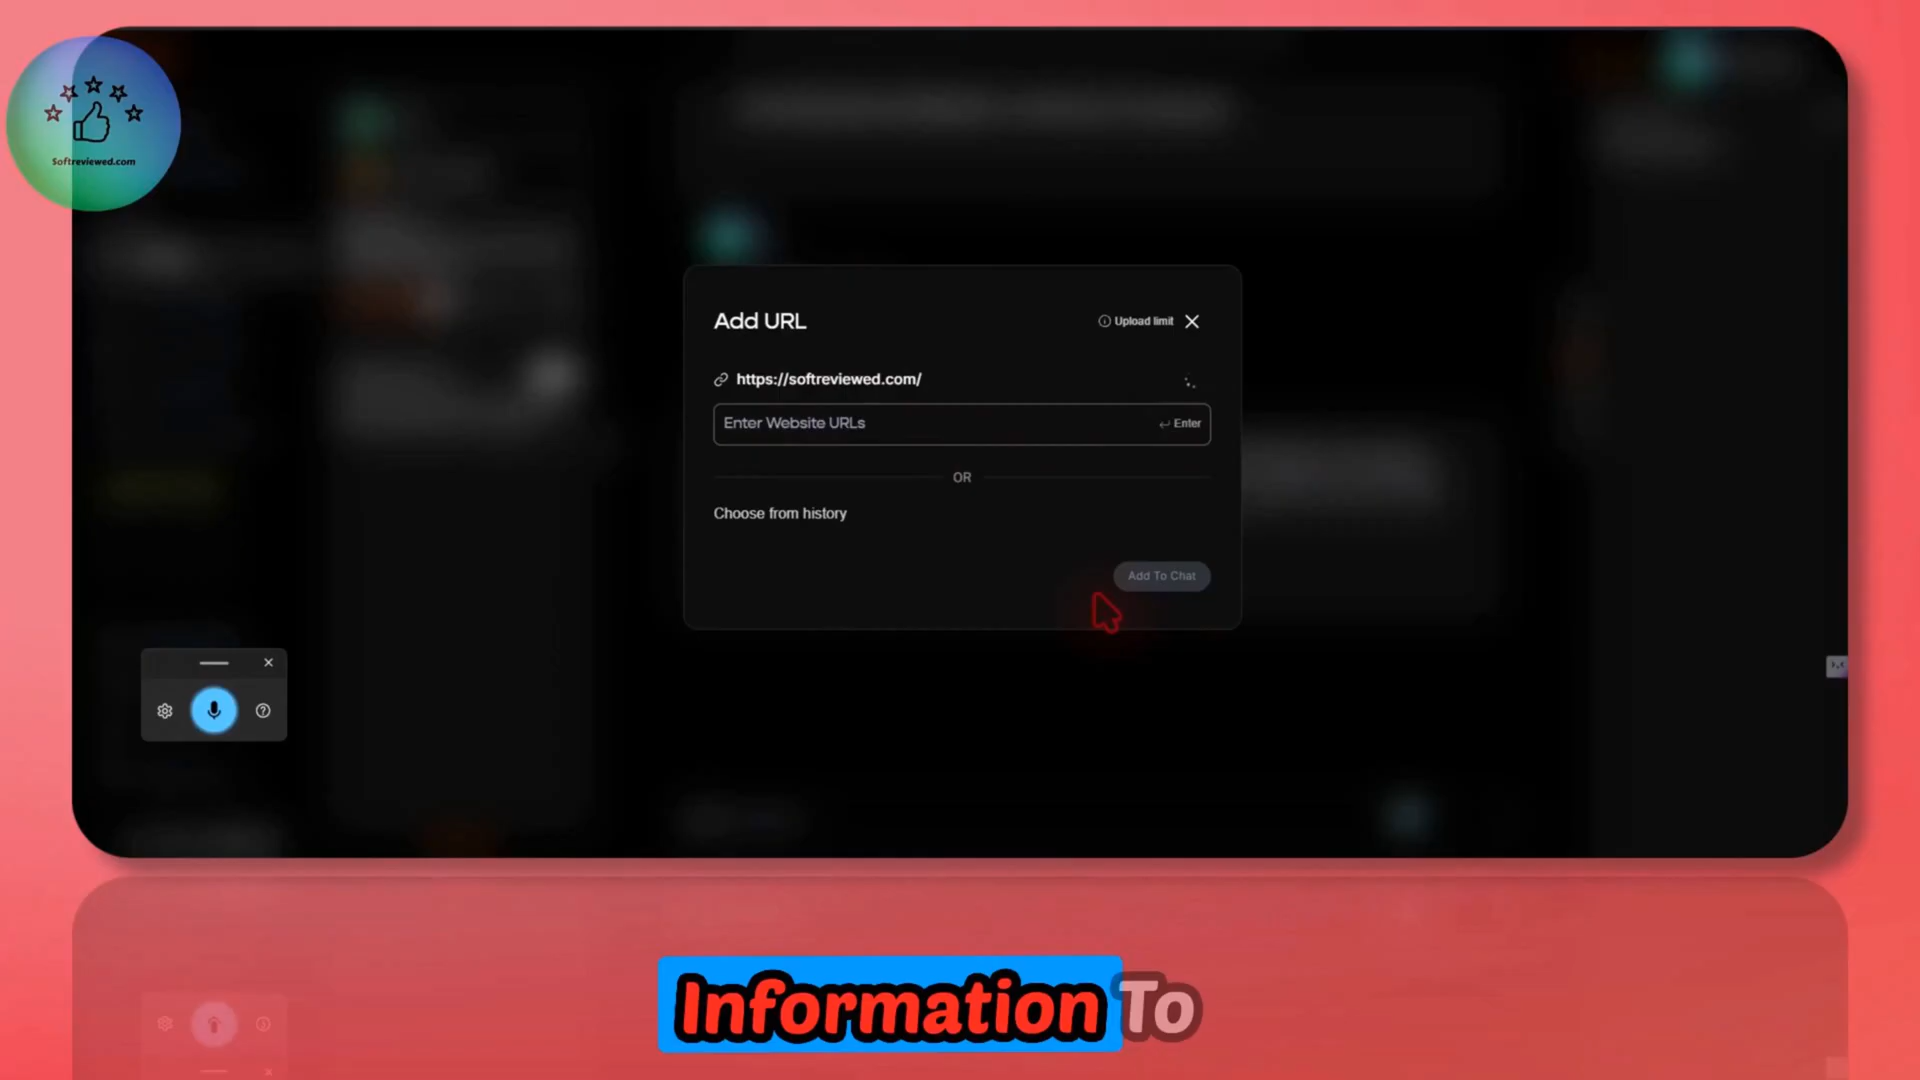 Softreviewed.com
Add URL
Upload limit
https://softreviewed.com/
Enter Website URLs
Enter
OR
Choose from history
Add To Chat
Information To